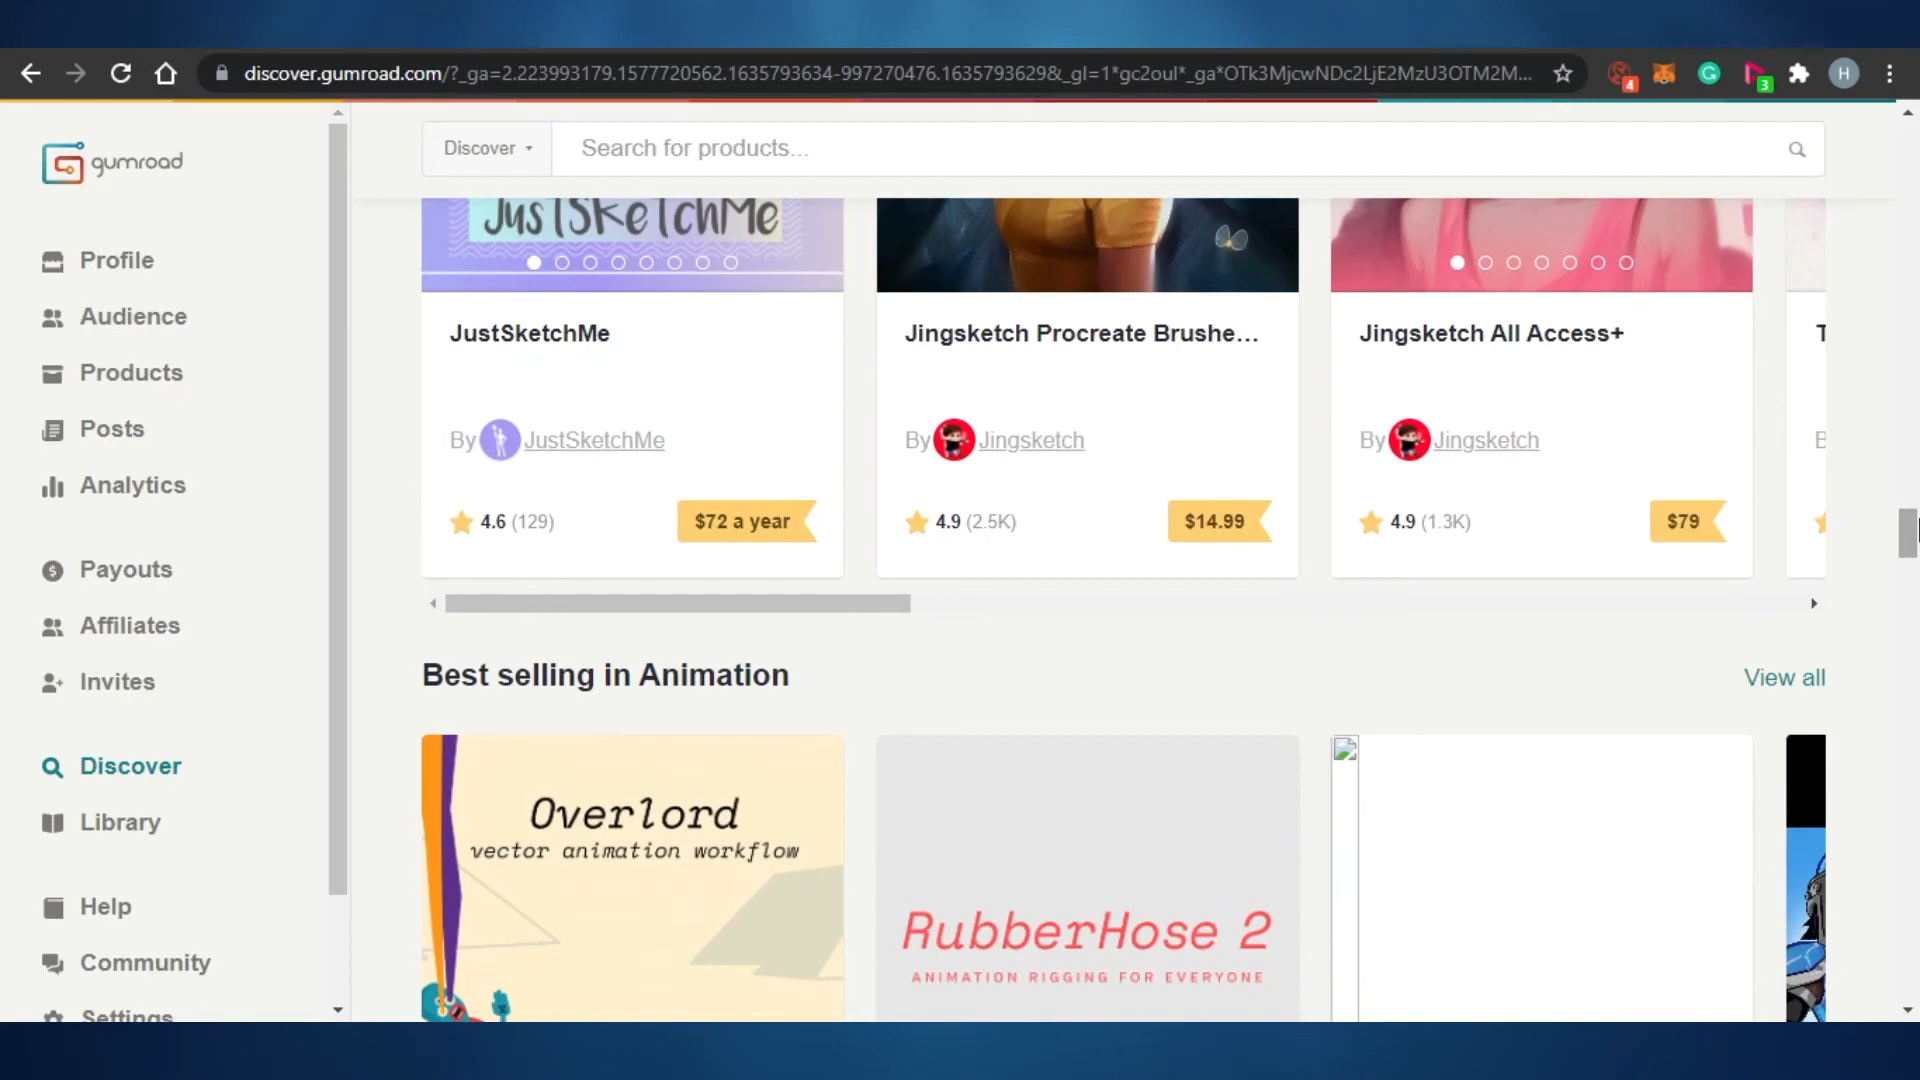 discover.gumroad.com/?_ga=2.223993179.1577720562.1635793634-997270476.1635793629&_gl=1*gc2oul*_ga*OTk3MjcwNDc2LjE2MzU3OTM2M...
4
3
H
gumroad
Discover
Search for products...
Profile
Audience
Products
Posts
Analytics
Payouts
Affiliates
Invites
Discover
Library
Help
Community
Settings
JustSketchMe
JustSketchMe
By JustSketchMe
4.6 (129)
$72 a year
Jingsketch Procreate Brushe...
By Jingsketch
4.9 (2.5K)
$14.99
Jingsketch All Access+
By Jingsketch
4.9 (1.3K)
$79
Best selling in Animation
View all
Overlord
vector animation workflow
RubberHose 2
ANIMATION RIGGING FOR EVERYONE